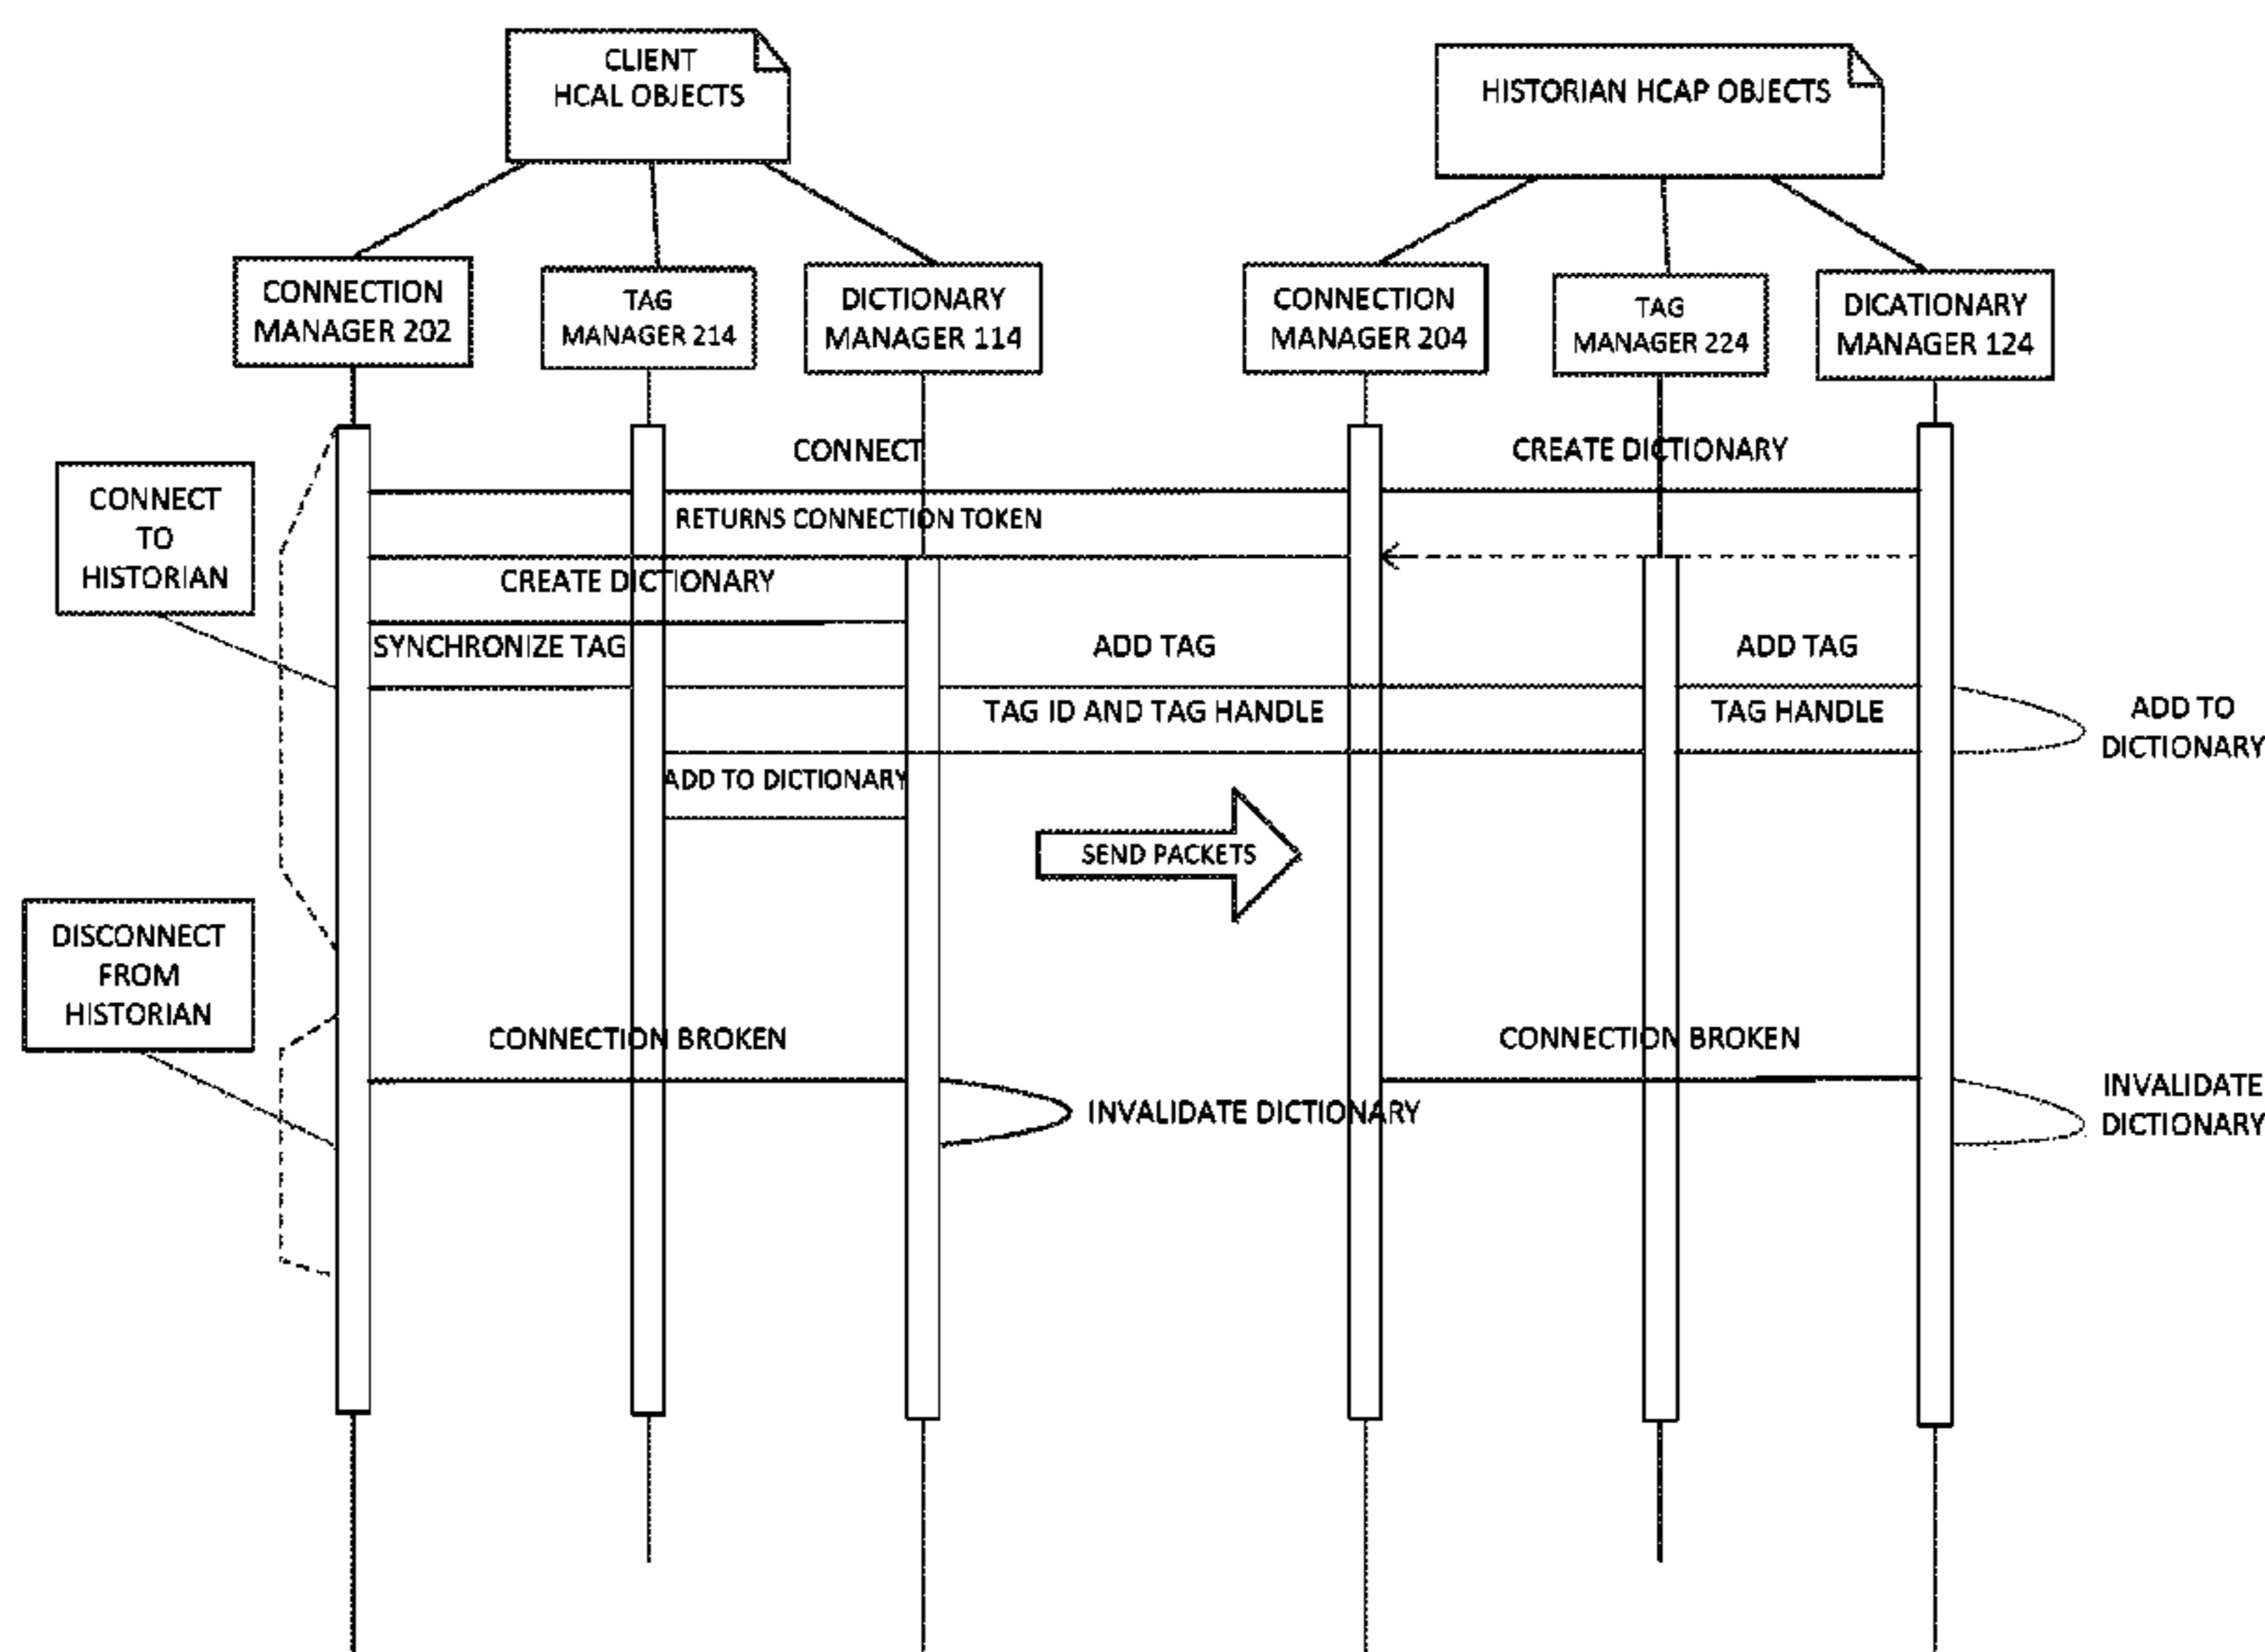 CLIENT
HCAL OBJECTS
HISTORIAN HCAP OBJECTS
CONNECTION
MANAGER 202
TAG
MANAGER 214
DICTIONARY
MANAGER 114
CONNECTION
MANAGER 204
TAG
MANAGER 224
DICATIONARY
MANAGER 124
CONNECT
CREATE DICTIONARY
CONNECT
TO
HISTORIAN
RETURNS CONNECTION TOKEN
CREATE DICTIONARY
SYNCHRONIZE TAG
ADD TAG
ADD TAG
TAG ID AND TAG HANDLE
TAG HANDLE
ADD TO
DICTIONARY
ADD TO DICTIONARY
SEND PACKETS
DISCONNECT
FROM
HISTORIAN
CONNECTION BROKEN
CONNECTION BROKEN
INVALIDATE DICTIONARY
INVALIDATE
DICTIONARY